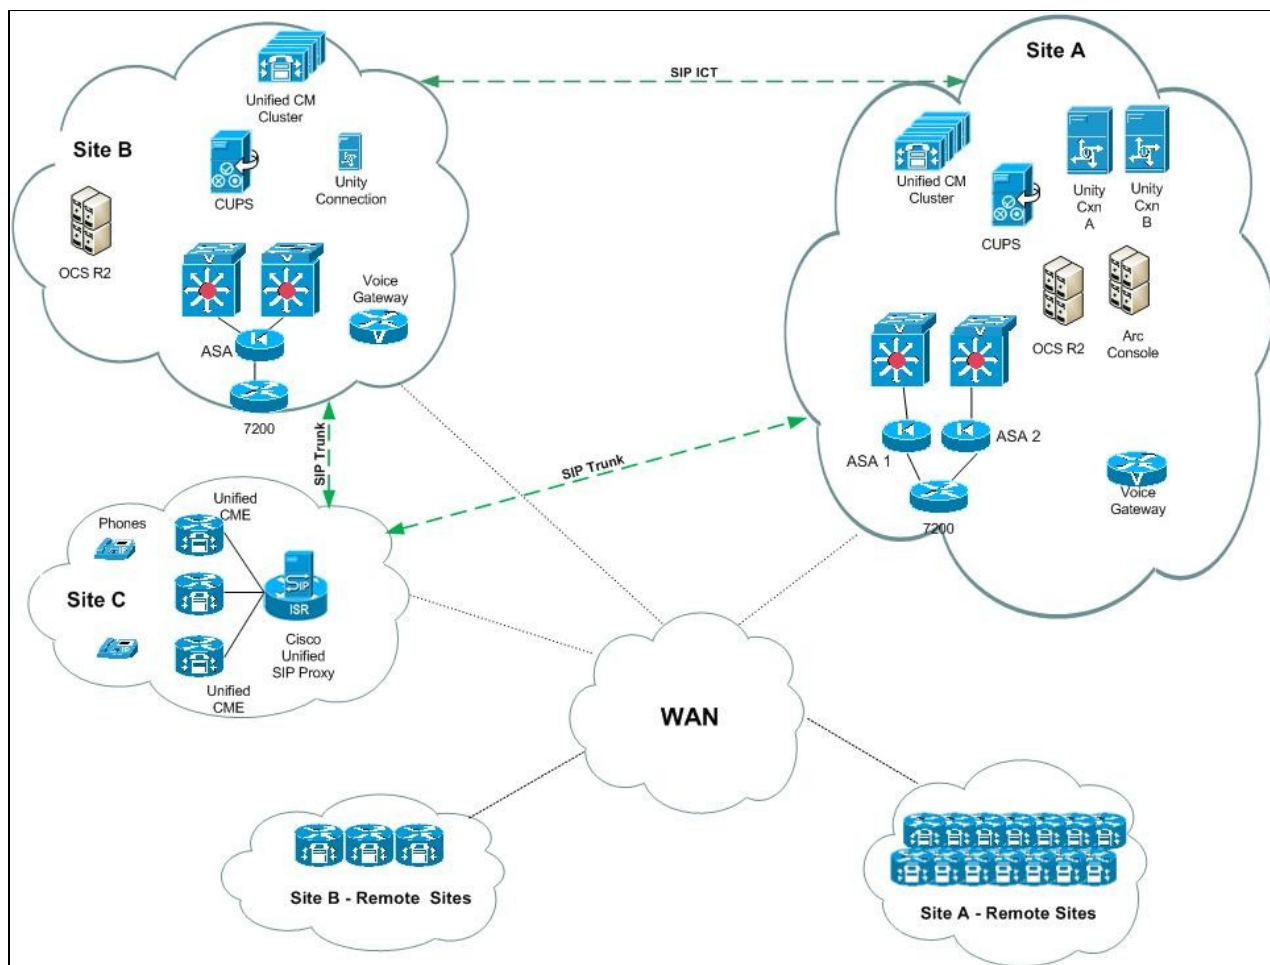 SIP ICT
Site A
Unified CM
Cluster
Site B
Unity
Connection
CUPS
OCS R2
Voice
Gateway
ASA
7200
Unified CM
Cluster
Unity
Cxn
A
Unity
Cxn
B
CUPS
OCS R2
Arc
Console
ASA 1
ASA 2
7200
Voice
Gateway
SIP Trunk
SIP Trunk
Unified
CME
Phones
IP
Site C
SIP
ISR
IP
Cisco
Unified
SIP Proxy
Unified
CME
WAN
Site B - Remote Sites
Site A - Remote Sites